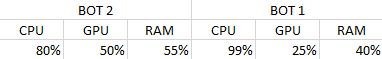 BOT 2 BOT 1
CPU GPU RAM CPU GPU RAM
80% 50% 55% 99% 25% 40%